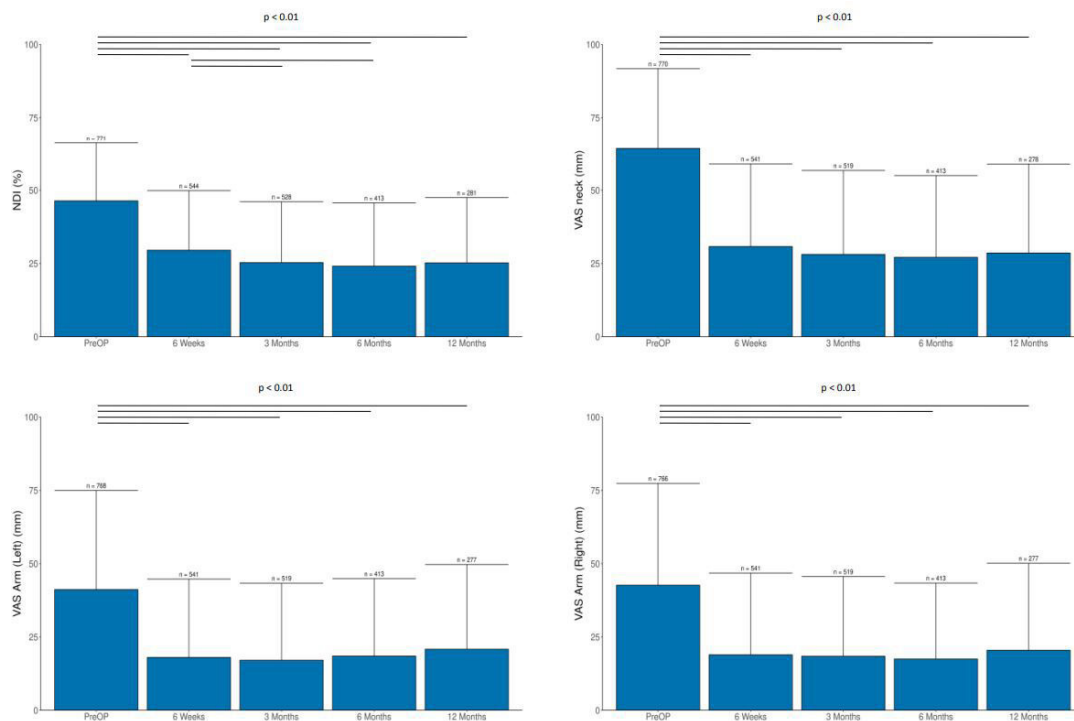 p < 0.01
100
75
50
25
0
NDI (%)
n = 771
n = 544
n = 528
n = 413
n = 281
PreOP
6 Weeks
3 Months
6 Months
12 Months
p < 0.01
100
75
50
25
0
VAS neck (mm)
n = 770
n = 541
n = 519
n = 413
n = 278
PreOP
6 Weeks
3 Months
6 Months
12 Months
p < 0.01
100
75
50
25
0
VAS Arm (Left) (mm)
n = 768
n = 541
n = 519
n = 413
n = 277
PreOP
6 Weeks
3 Months
6 Months
12 Months
p < 0.01
100
75
50
25
0
VAS Arm (Right) (mm)
n = 766
n = 541
n = 519
n = 413
n = 277
PreOP
6 Weeks
3 Months
6 Months
12 Months